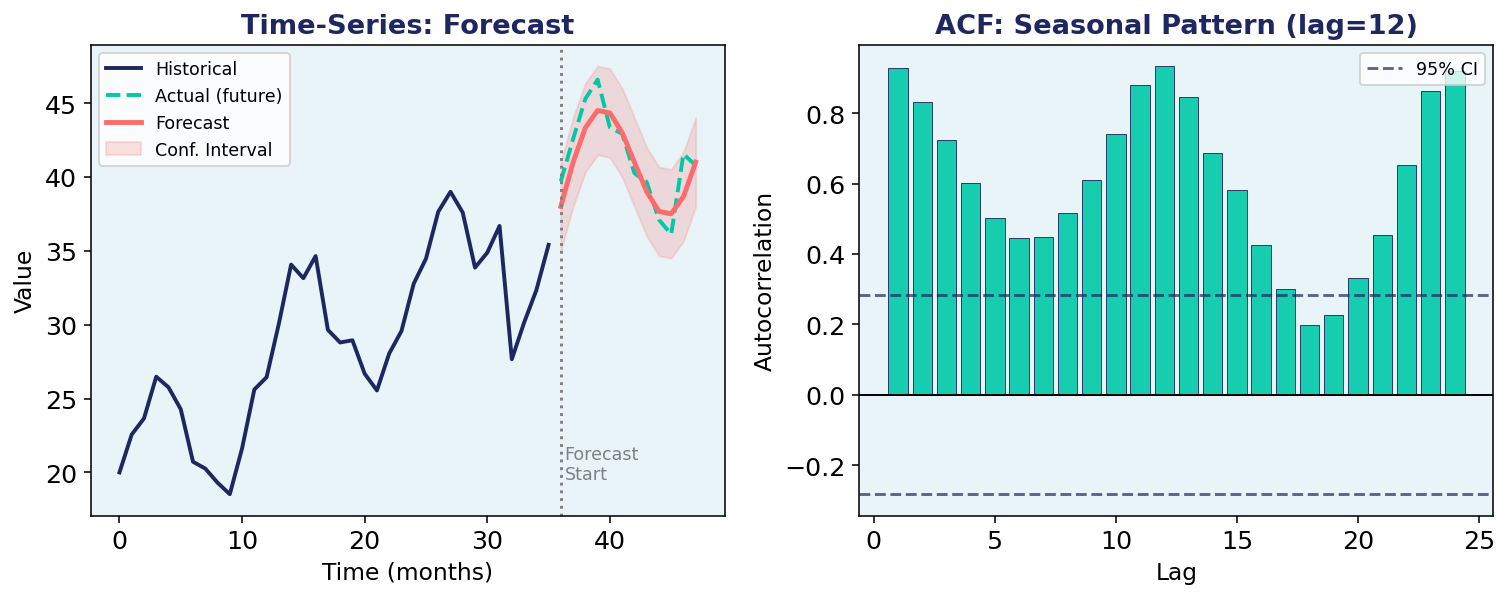 Time-Series: Forecast
Historical
Actual (future)
Forecast
Conf. Interval
45
40
35
30
25
20
Value
Forecast
Start
0
10
20
30
40
Time (months)
ACF: Seasonal Pattern (lag=12)
95% CI
0.8
0.6
0.4
0.2
0.0
−0.2
Autocorrelation
0
5
10
15
20
25
Lag